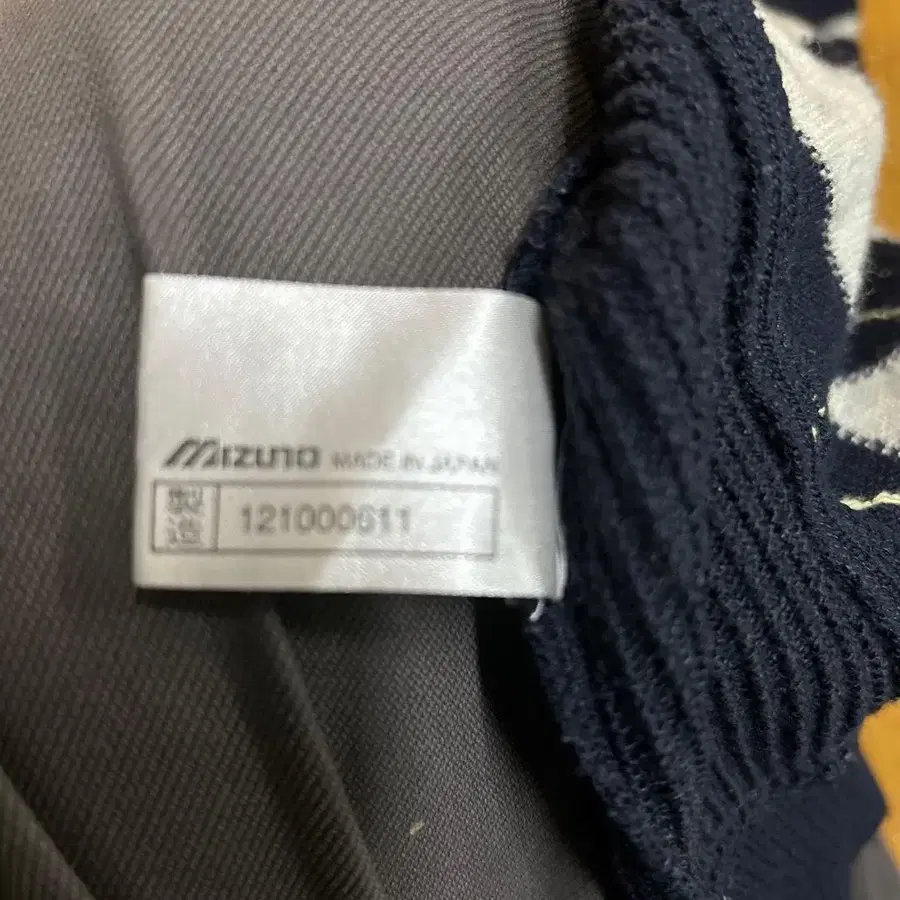 MIZUNO MADE IN JAPAN
製造 121000611